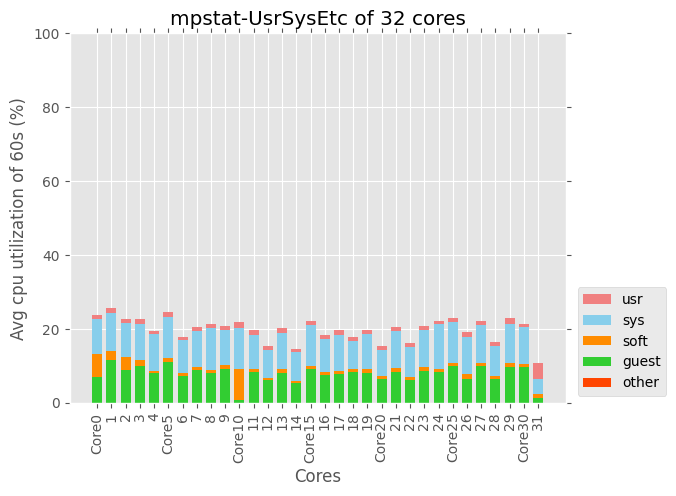 mpstat-UsrSysEtc of 32 cores
Avg cpu utilization of 60s (%)
100
80
60
40
20
0
Core0
1
2
3
4
Core5
6
7
8
9
Core10
11
12
13
14
Core15
16
17
18
19
Core20
21
22
23
24
Core25
26
27
28
29
Core30
31
Cores
usr
sys
soft
guest
other